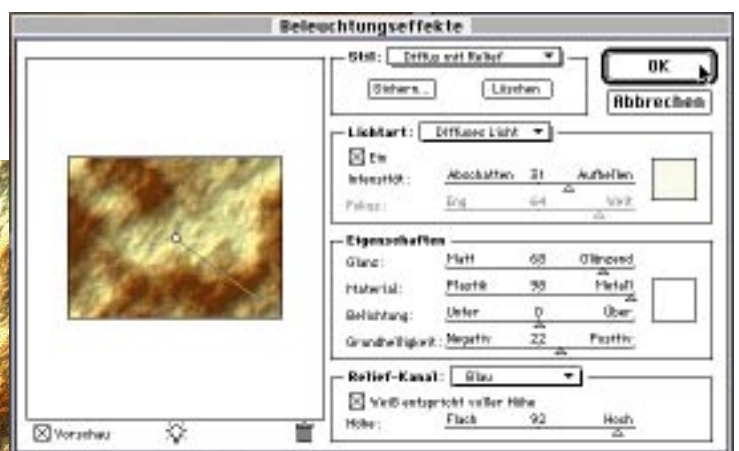 Beleuchtungseffekte
Stil: Diffus mit Relief
Sichern... Löschen
OK
Abbrechen
Lichtart: Diffuses Licht
Ein
Intensität: Abschatten 31 Aufhellen
Fokus: Eng 64 Weit
Eigenschaften
Glanz: Matt 68 Glänzend
Material: Plastik 98 Metall
Belichtung: Unter 0 Über
Grundhelligkeit: Negativ 22 Positiv
Relief-Kanal: Blau
Weiß entspricht voller Höhe
Höhe: Flach 92 Hoch
Vorschau